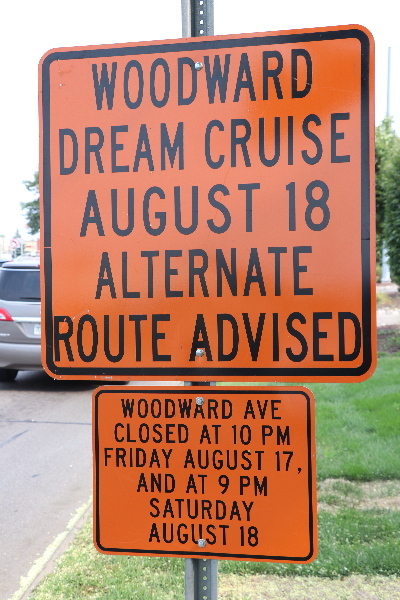 WOODWARD
DREAM CRUISE
AUGUST 18
ALTERNATE
ROUTE ADVISED
WOODWARD AVE
CLOSED AT 10 PM
FRIDAY AUGUST 17,
AND AT 9 PM
SATURDAY
AUGUST 18